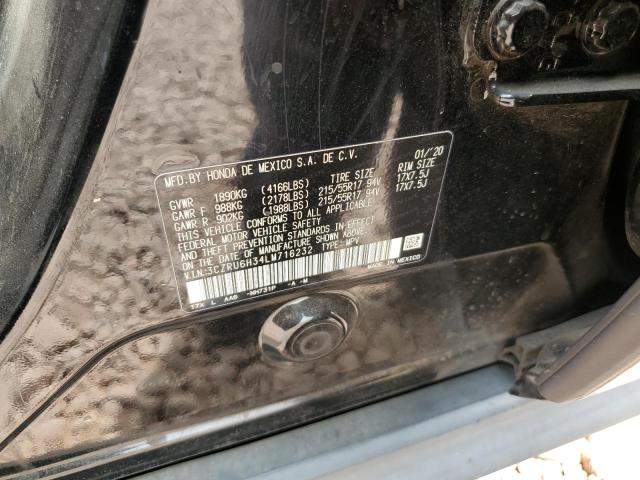 MFD.BY HONDA DE MEXICO S.A. DE C.V. 01/'20
GVWR 1890KG (4166LBS) TIRE SIZE RIM SIZE
GAWR F 988KG (2178LBS) 215/55R17 94V 17X7.5J
GAWR R 902KG (1988LBS) 215/55R17 94V 17X7.5J
THIS VEHICLE CONFORMS TO ALL APPLICABLE
FEDERAL MOTOR VEHICLE SAFETY,
AND THEFT PREVENTION STANDARDS IN EFFECT
ON THE DATE OF MANUFACTURE SHOWN ABOVE.
V.I.N.:3CZRU6H34LM716232 TYPE:MPV
MADE IN MEXICO
T7X L AA0 -NH731P -A -M